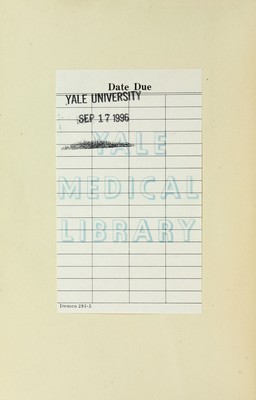 Date Due
YALE UNIVERSITY
SEP 17 1996
YALE
MEDICAL
LIBRARY
Demco 293-5